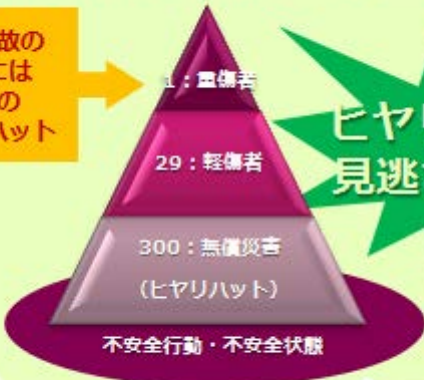 故の
には
の
ハット
1：重傷者
29：軽傷者
300：無傷災害
（ヒヤリハット）
不安全行動・不安全状態
ヒヤ
見逃